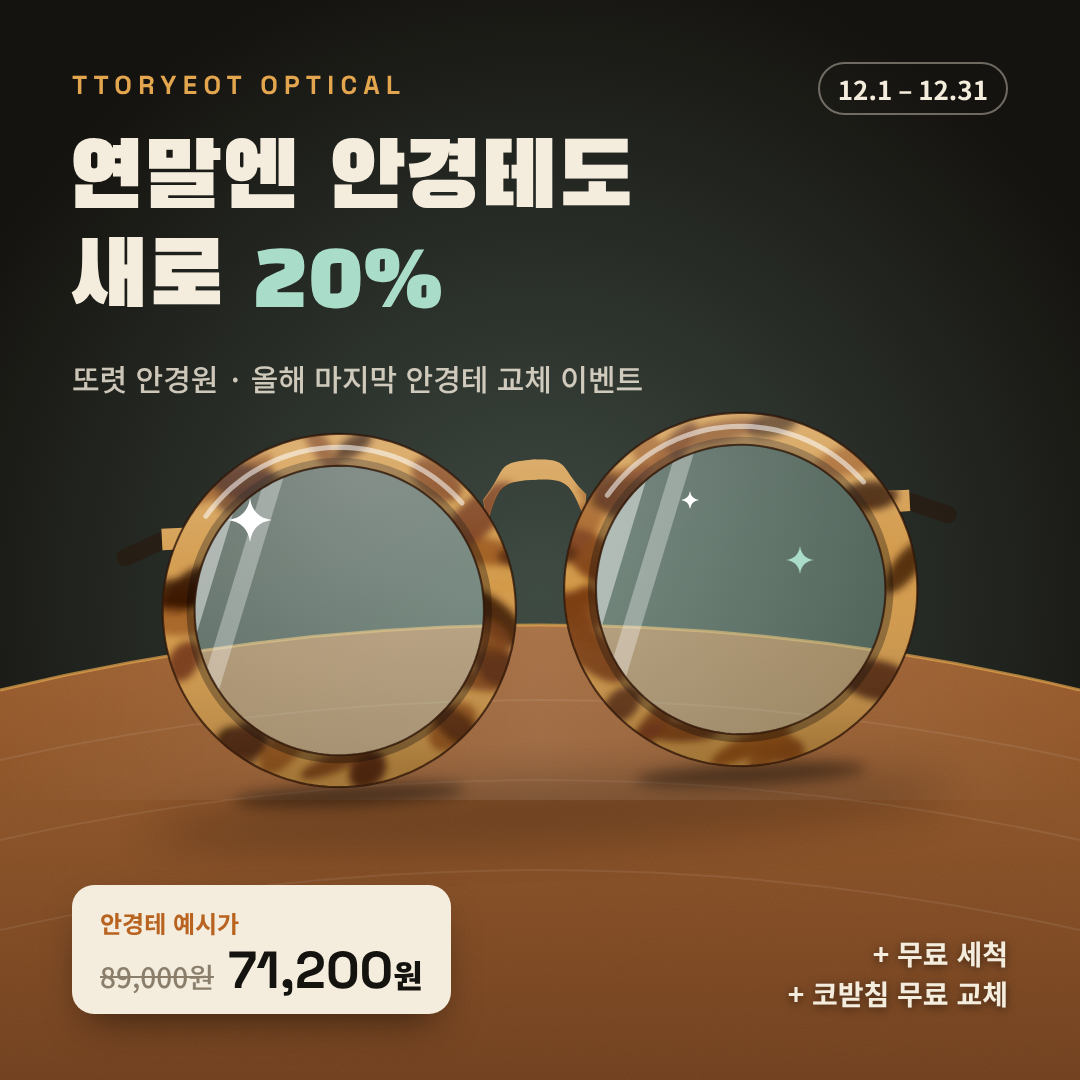 TTORYEOT OPTICAL
12.1 – 12.31
연말엔 안경테도
새로 20%
또렷 안경원 · 올해 마지막 안경테 교체 이벤트
안경테 예시가
89,000원 71,200원
+ 무료 세척
+ 코받침 무료 교체